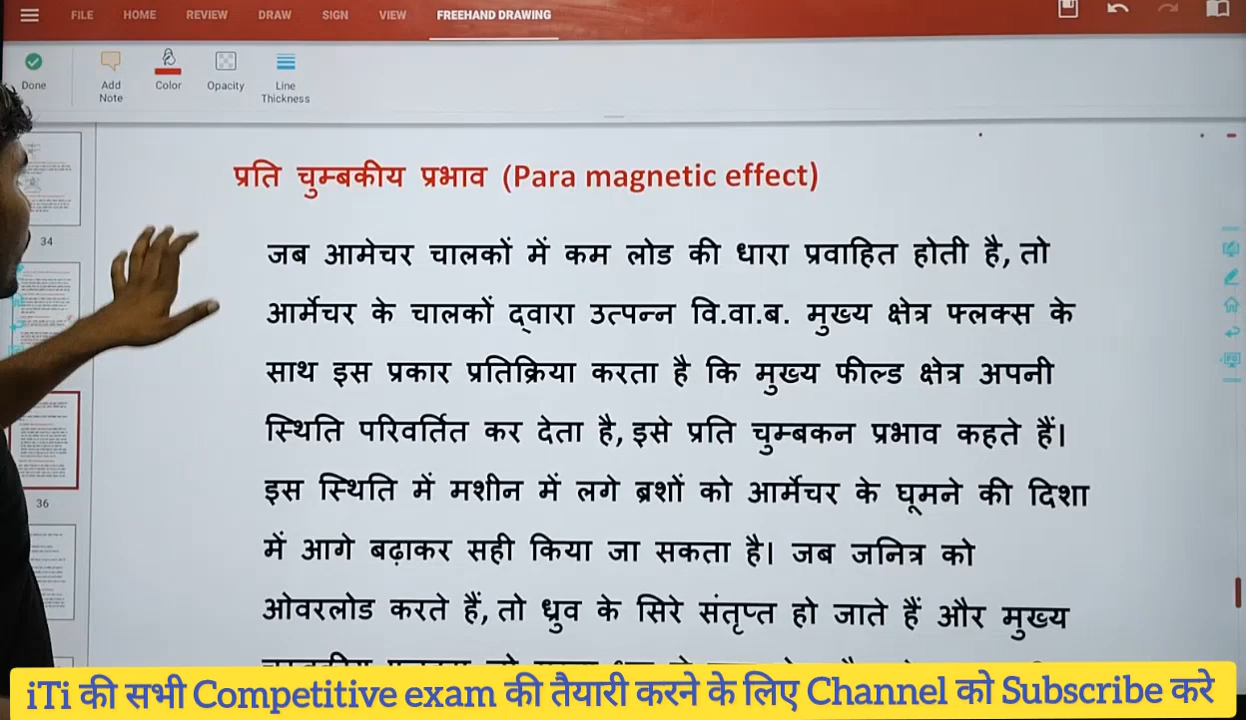 FILE HOME REVIEW DRAW SIGN VIEW FREEHAND DRAWING
Done Add Note Color Opacity Line Thickness
प्रति चुम्बकीय प्रभाव (Para magnetic effect)
34
जब आमेचर चालकों में कम लोड की धारा प्रवाहित होती है, तो
आर्मेचर के चालकों द्वारा उत्पन्न वि.वा.ब. मुख्य क्षेत्र फ्लक्स के
साथ इस प्रकार प्रतिक्रिया करता है कि मुख्य फील्ड क्षेत्र अपनी
स्थिति परिवर्तित कर देता है, इसे प्रति चुम्बकन प्रभाव कहते हैं।
36
इस स्थिति में मशीन में लगे ब्रशों को आर्मेचर के घूमने की दिशा
में आगे बढ़ाकर सही किया जा सकता है। जब जनित्र को
ओवरलोड करते हैं, तो ध्रुव के सिरे संतृप्त हो जाते हैं और मुख्य
iTi की सभी Competitive exam की तैयारी करने के लिए Channel को Subscribe करे